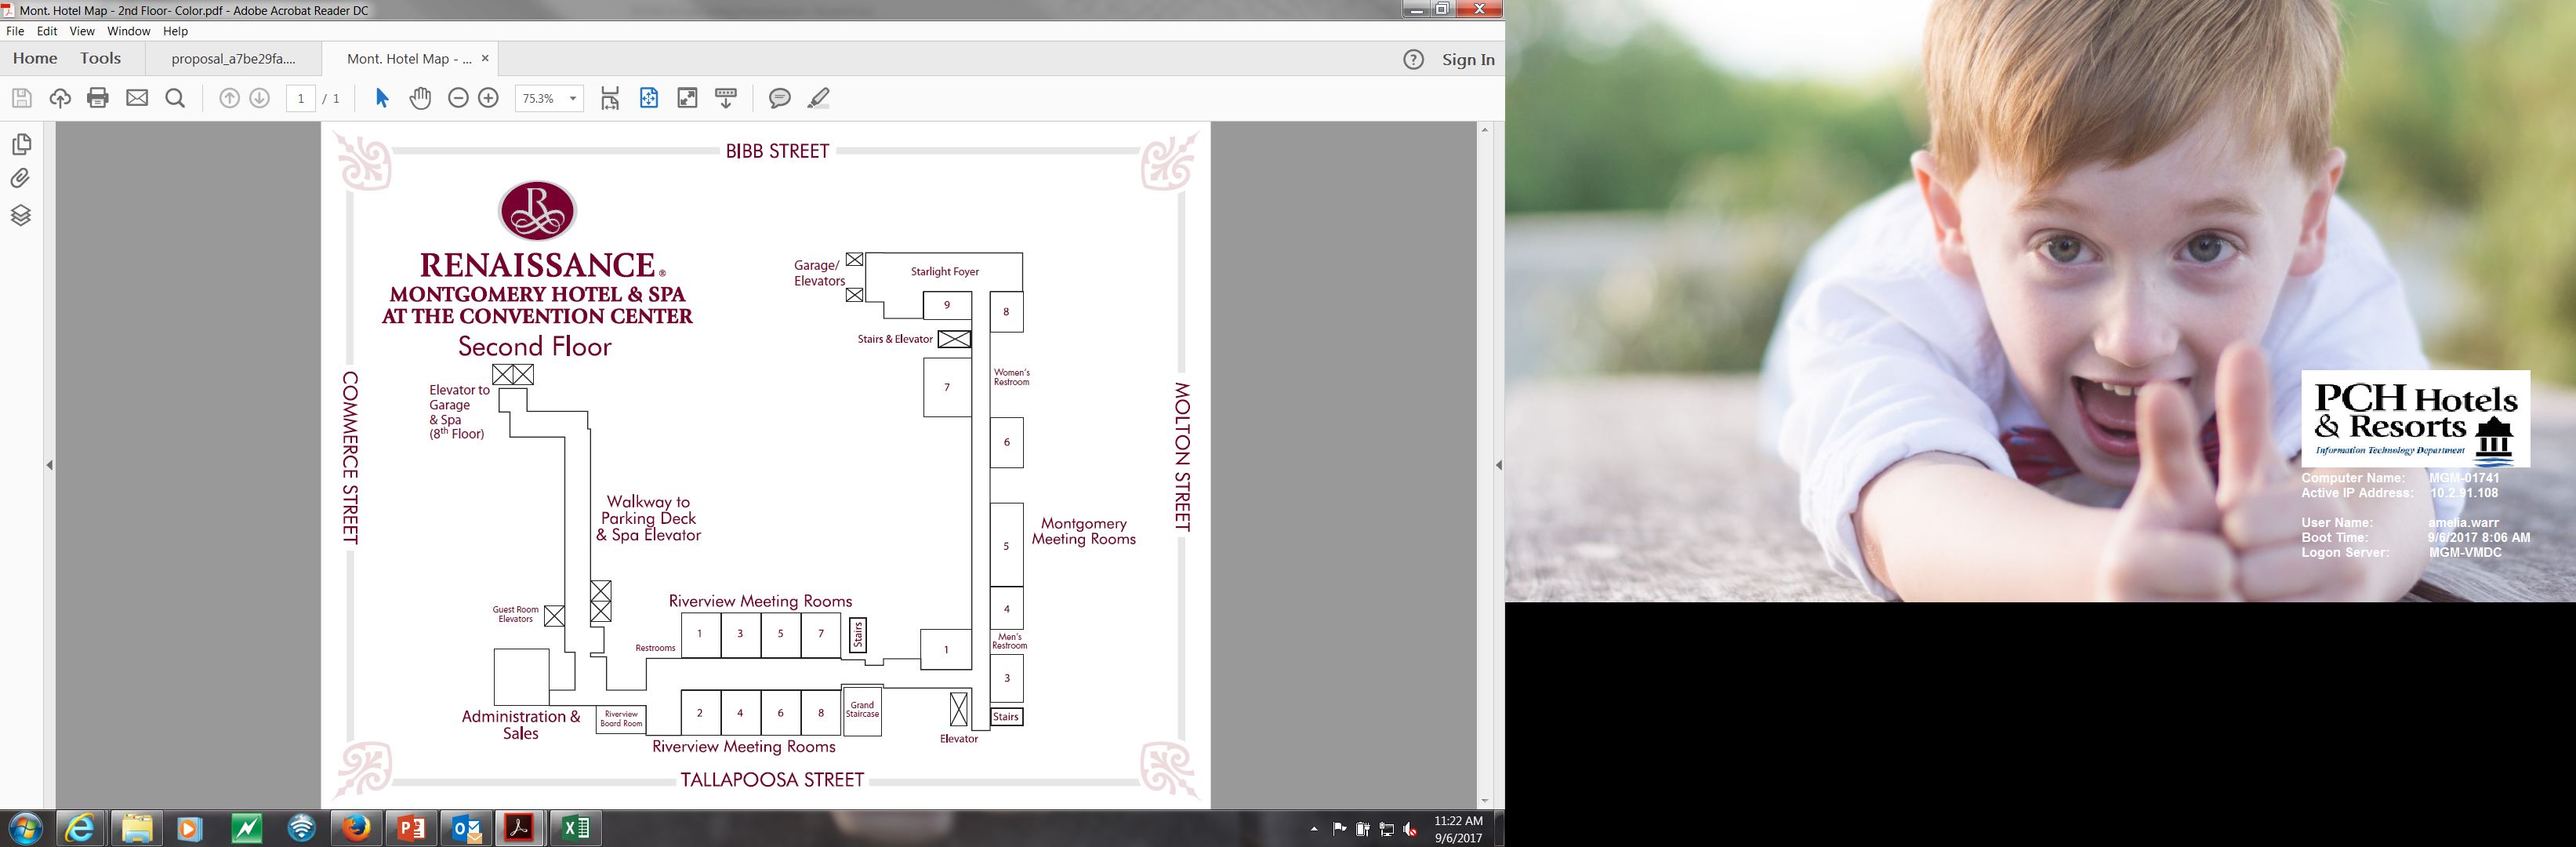 Mont. Hotel Map - 2nd Floor- Color.pdf - Adobe Acrobat Reader DC
File Edit View Window Help
Home Tools proposal_a7be29fa.... Mont. Hotel Map - ... × ? Sign In
1 / 1 75.3%
BIBB STREET
R
RENAISSANCE®
MONTGOMERY HOTEL & SPA
AT THE CONVENTION CENTER
Second Floor
COMMERCE STREET
MOLTON STREET
Garage/
Elevators
Starlight Foyer
9
8
Stairs & Elevator
7
Women's
Restroom
6
Elevator to
Garage
& Spa
(8th Floor)
Walkway to
Parking Deck
& Spa Elevator
Montgomery
Meeting Rooms
5
4
Men's
Restroom
3
Stairs
1
Elevator
Guest Room
Elevators
Riverview Meeting Rooms
Restrooms
1 3 5 7
Stairs
2 4 6 8
Grand
Staircase
Riverview Meeting Rooms
Riverview
Board Room
Administration &
Sales
TALLAPOOSA STREET
PCH Hotels
& Resorts
Information Technology Department
Computer Name: MGM-01741
Active IP Address: 10.2.91.108
User Name: amelia.warr
Boot Time: 9/6/2017 8:06 AM
Logon Server: MGM-VMDC
11:22 AM
9/6/2017